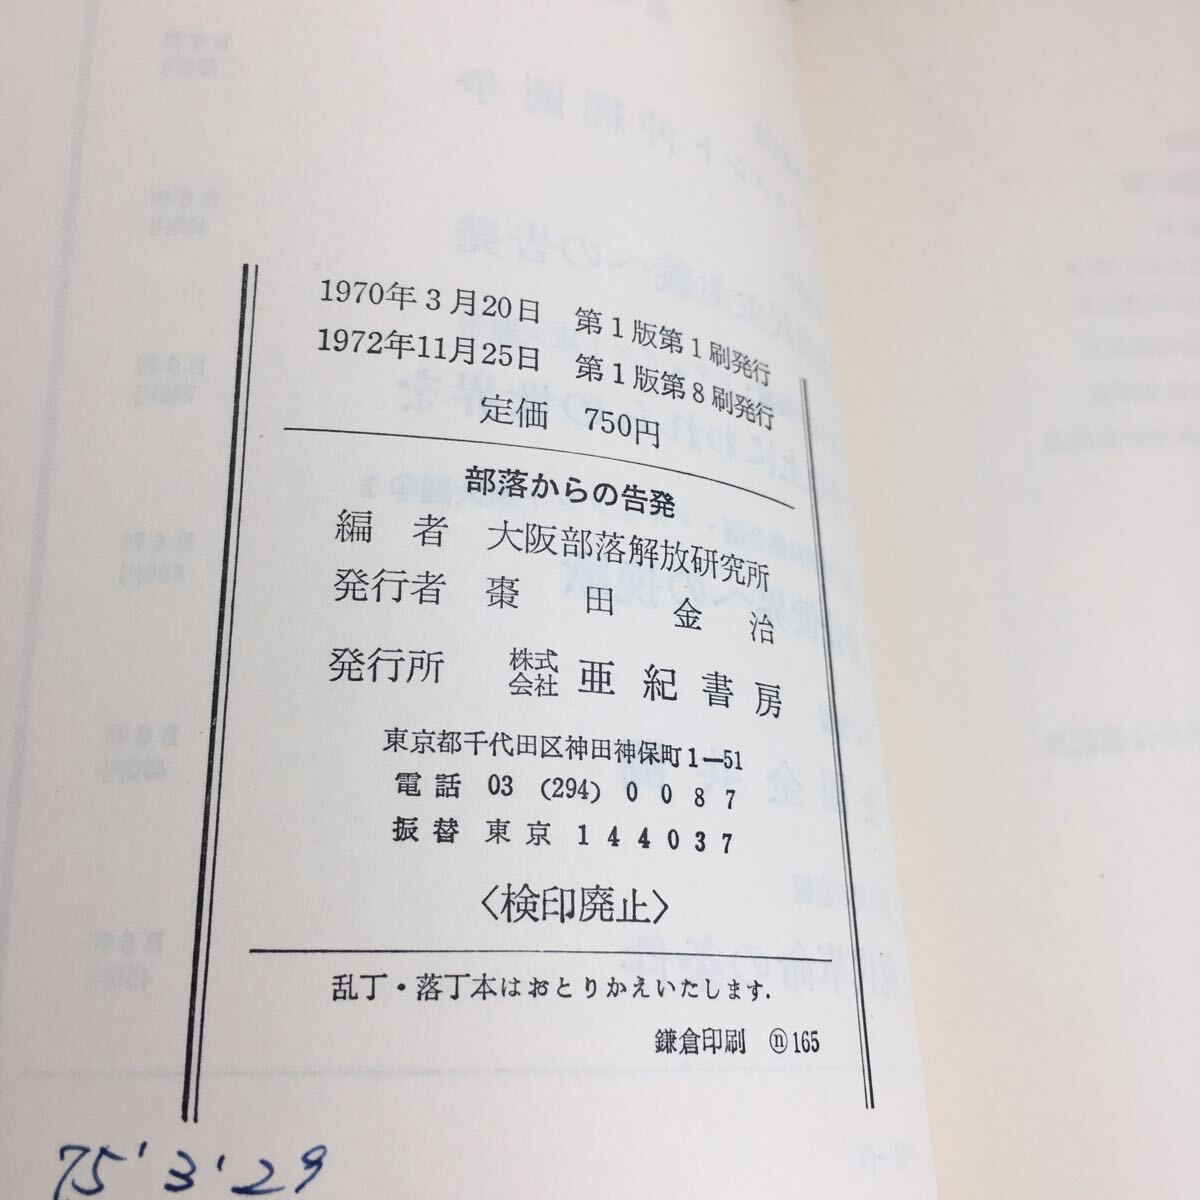 1970年3月20日 第1版第1刷発行
1972年11月25日 第1版第8刷発行
定価 750円
部落からの告発
編者 大阪部落解放研究所
発行者 棗田金治
発行所 株式会社 亜紀書房
東京都千代田区神田神保町1—51
電話 03 (294) 0087
振替 東京 144037
〈検印廃止〉
乱丁・落丁本はおとりかえいたします.
鎌倉印刷 ⓝ165
75'3'29